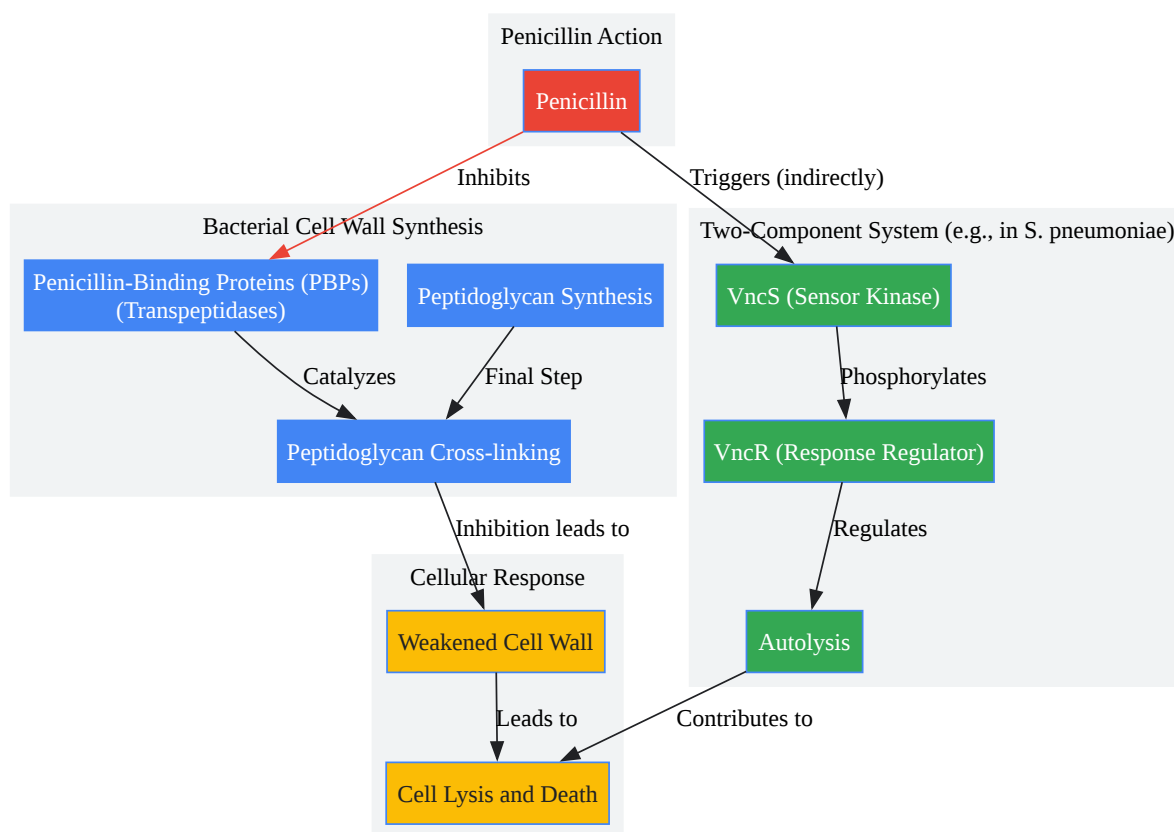 Penicillin Action
Penicillin
Inhibits
Triggers (indirectly)
Bacterial Cell Wall Synthesis
Two-Component System (e.g., in S. pneumoniae)
Penicillin-Binding Proteins (PBPs)
(Transpeptidases)
Peptidoglycan Synthesis
VncS (Sensor Kinase)
Catalyzes
Final Step
Phosphorylates
Peptidoglycan Cross-linking
VncR (Response Regulator)
Inhibition leads to
Regulates
Cellular Response
Weakened Cell Wall
Autolysis
Leads to
Contributes to
Cell Lysis and Death